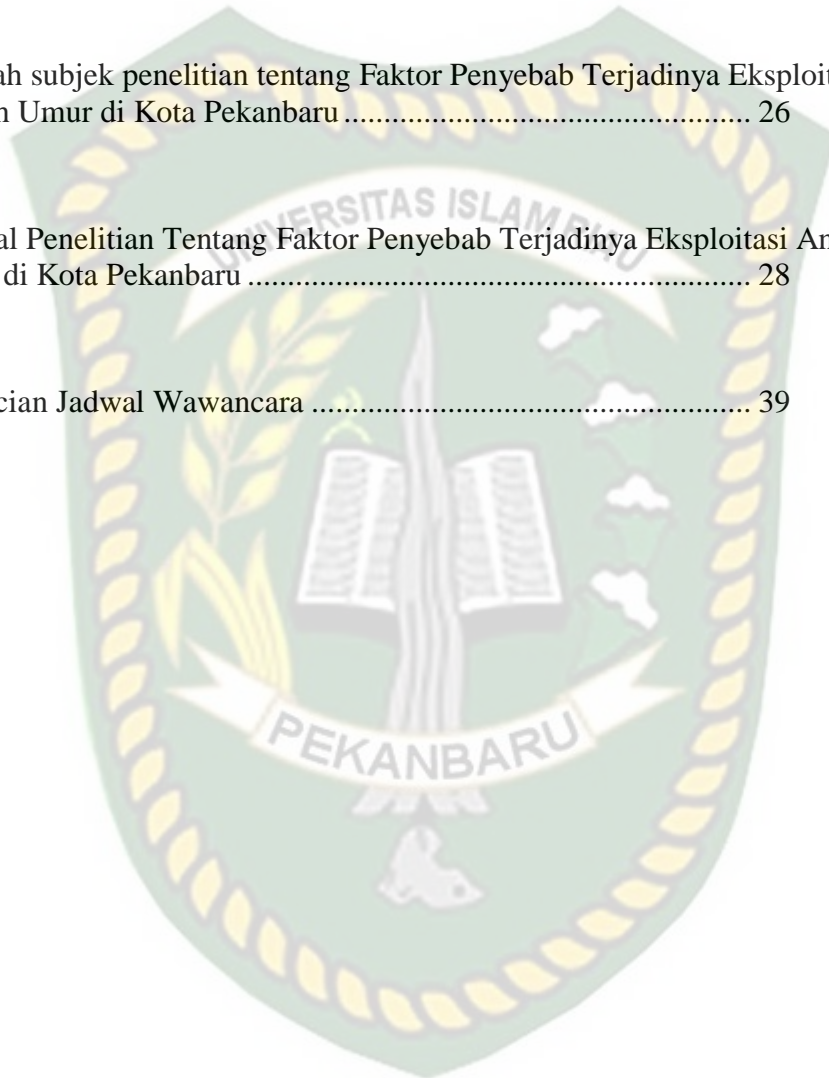 ah subjek penelitian tentang Faktor Penyebab Terjadinya Eksploit
n Umur di Kota Pekanbaru ................................................... 26
UNIVERSITAS ISLAM RIAU
al Penelitian Tentang Faktor Penyebab Terjadinya Eksploitasi An
di Kota Pekanbaru ............................................................... 28
cian Jadwal Wawancara ....................................................... 39
PEKANBARU